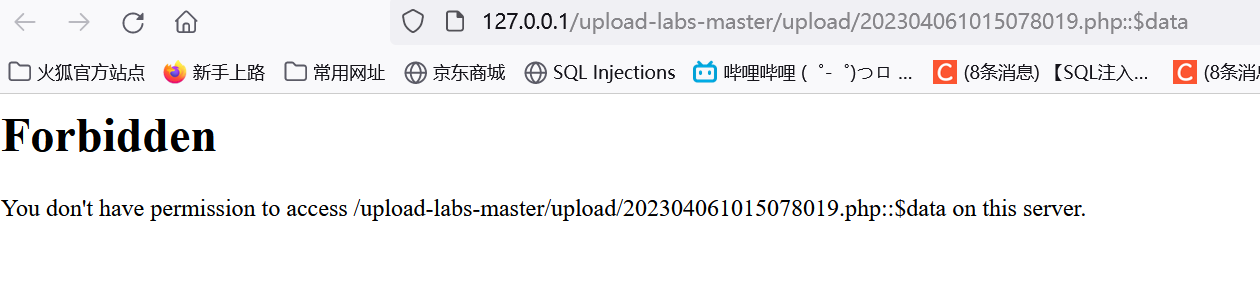 127.0.0.1/upload-labs-master/upload/202304061015078019.php::$data
火狐官方站点 新手上路 常用网址 京东商城 SQL Injections 哔哩哔哩 ( ゜- ゜)つロ ... C (8条消息) 【SQL注入... C (8条消
Forbidden
You don't have permission to access /upload-labs-master/upload/202304061015078019.php::$data on this server.